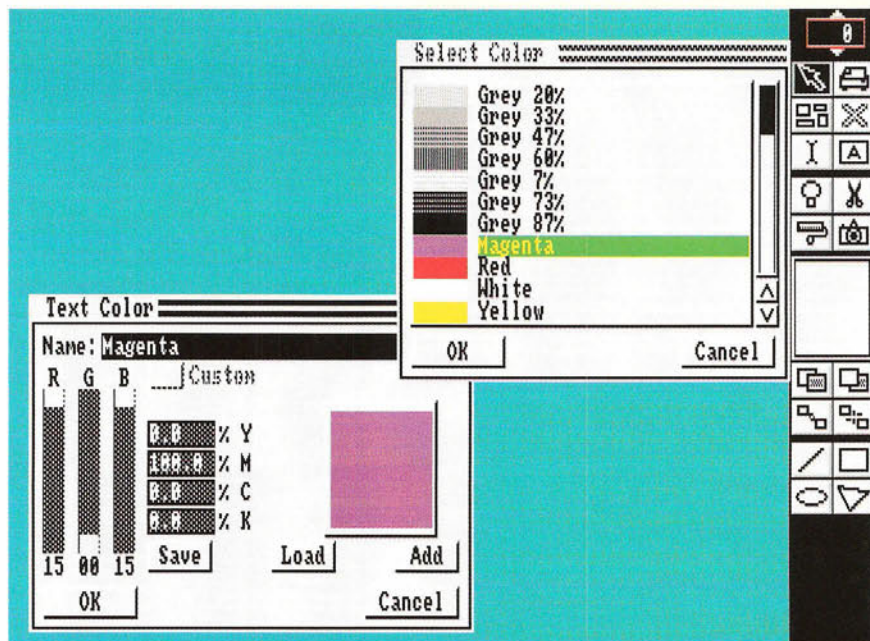 0
Select Color
Grey 20%
Grey 33%
Grey 47%
Grey 60%
Grey 7%
Grey 73%
Grey 87%
Magenta
Red
White
Yellow
OK Cancel
A
Text Color
Name: Magenta
R G B Custom
0.0 % Y
100.0 % M
0.0 % C
0.0 % K
15 00 15
Save Load Add
OK Cancel